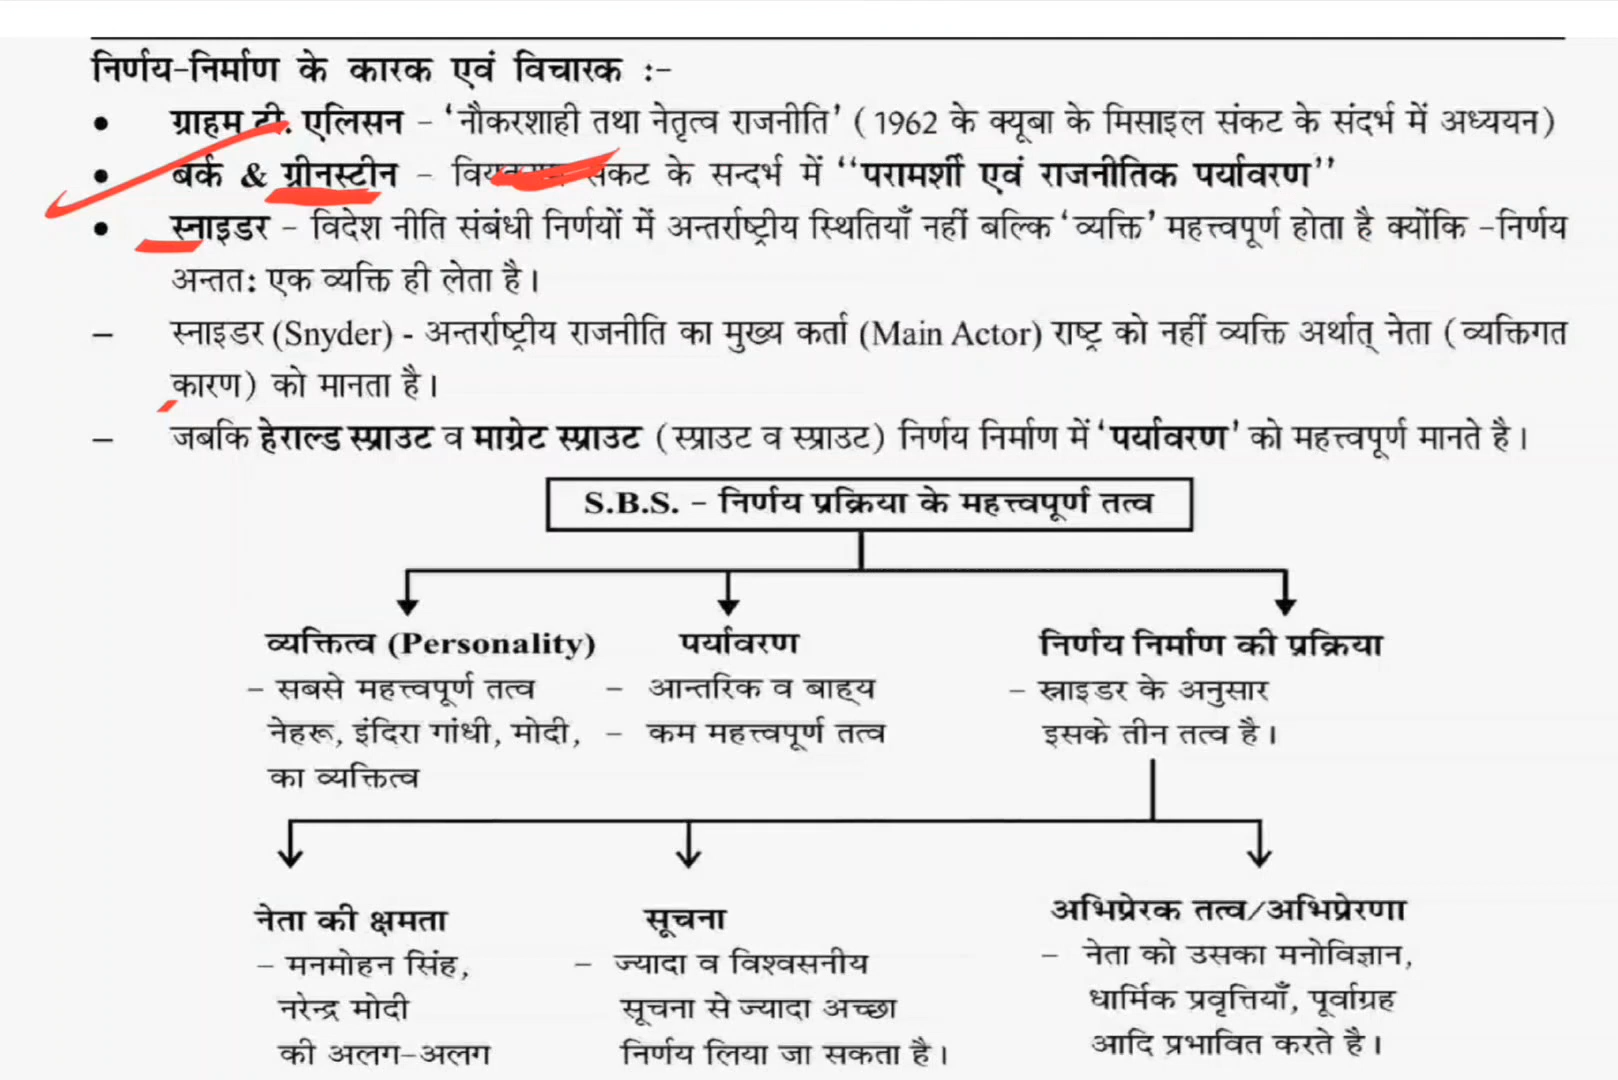 निर्णय-निर्माण के कारक एवं विचारक :-
• ग्राहम टी. एलिसन - 'नौकरशाही तथा नेतृत्व राजनीति' (1962 के क्यूबा के मिसाइल संकट के संदर्भ में अध्ययन)
• बर्क & ग्रीनस्टीन - संकट के सन्दर्भ में "परामर्शी एवं राजनीतिक पर्यावरण"
• स्नाइडर - विदेश नीति संबंधी निर्णयों में अन्तर्राष्ट्रीय स्थितियाँ नहीं बल्कि 'व्यक्ति' महत्त्वपूर्ण होता है क्योंकि -निर्णय
अन्तत: एक व्यक्ति ही लेता है।
- स्नाइडर (Snyder) - अन्तर्राष्ट्रीय राजनीति का मुख्य कर्ता (Main Actor) राष्ट्र को नहीं व्यक्ति अर्थात् नेता (व्यक्तिगत
कारण) को मानता है।
- जबकि हेराल्ड स्प्राउट व माग्रेट स्प्राउट (स्प्राउट व स्प्राउट) निर्णय निर्माण में 'पर्यावरण' को महत्त्वपूर्ण मानते है।
S.B.S. - निर्णय प्रक्रिया के महत्त्वपूर्ण तत्व
व्यक्तित्व (Personality)
- सबसे महत्त्वपूर्ण तत्व
नेहरू, इंदिरा गांधी, मोदी,
का व्यक्तित्व
पर्यावरण
- आन्तरिक व बाह्य
- कम महत्त्वपूर्ण तत्व
निर्णय निर्माण की प्रक्रिया
- स्नाइडर के अनुसार
इसके तीन तत्व है।
नेता की क्षमता
- मनमोहन सिंह,
नरेन्द्र मोदी
की अलग-अलग
सूचना
- ज्यादा व विश्वसनीय
सूचना से ज्यादा अच्छा
निर्णय लिया जा सकता है।
अभिप्रेरक तत्व/अभिप्रेरणा
- नेता को उसका मनोविज्ञान,
धार्मिक प्रवृत्तियाँ, पूर्वाग्रह
आदि प्रभावित करते है।